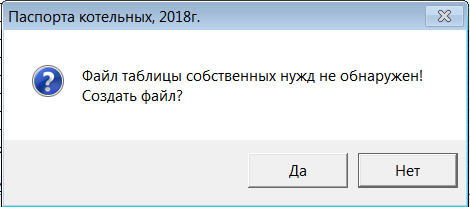 Паспорта котельных, 2018г.
Файл таблицы собственных нужд не обнаружен!
Создать файл?
Да
Нет